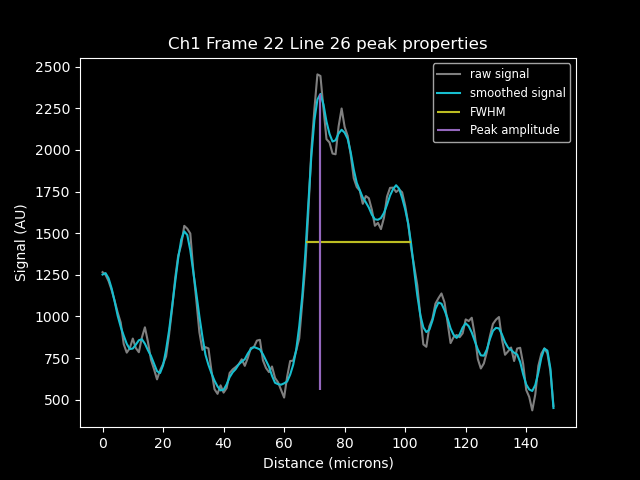 Ch1 Frame 22 Line 26 peak properties
raw signal
smoothed signal
FWHM
Peak amplitude
2500
2250
2000
1750
1500
1250
1000
750
500
Signal (AU)
0 20 40 60 80 100 120 140
Distance (microns)